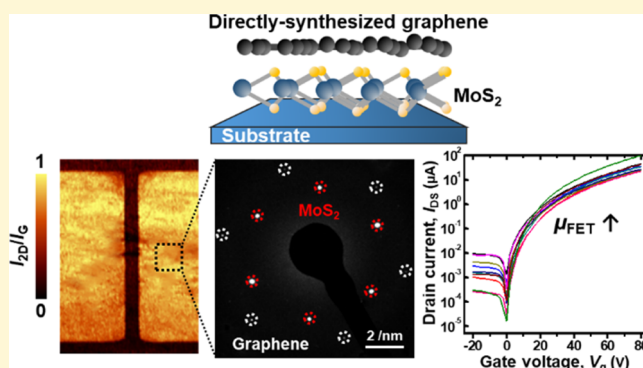 Directly-synthesized graphene
MoS₂
Substrate
1
I2D/IG
0
MoS₂
Graphene
2 /nm
Drain current, IDS (μA)
10²
10¹
10⁰
10⁻¹
10⁻²
10⁻³
10⁻⁴
10⁻⁵
μFET ↑
-20 0 20 40 60 80
Gate voltage, Vg (v)